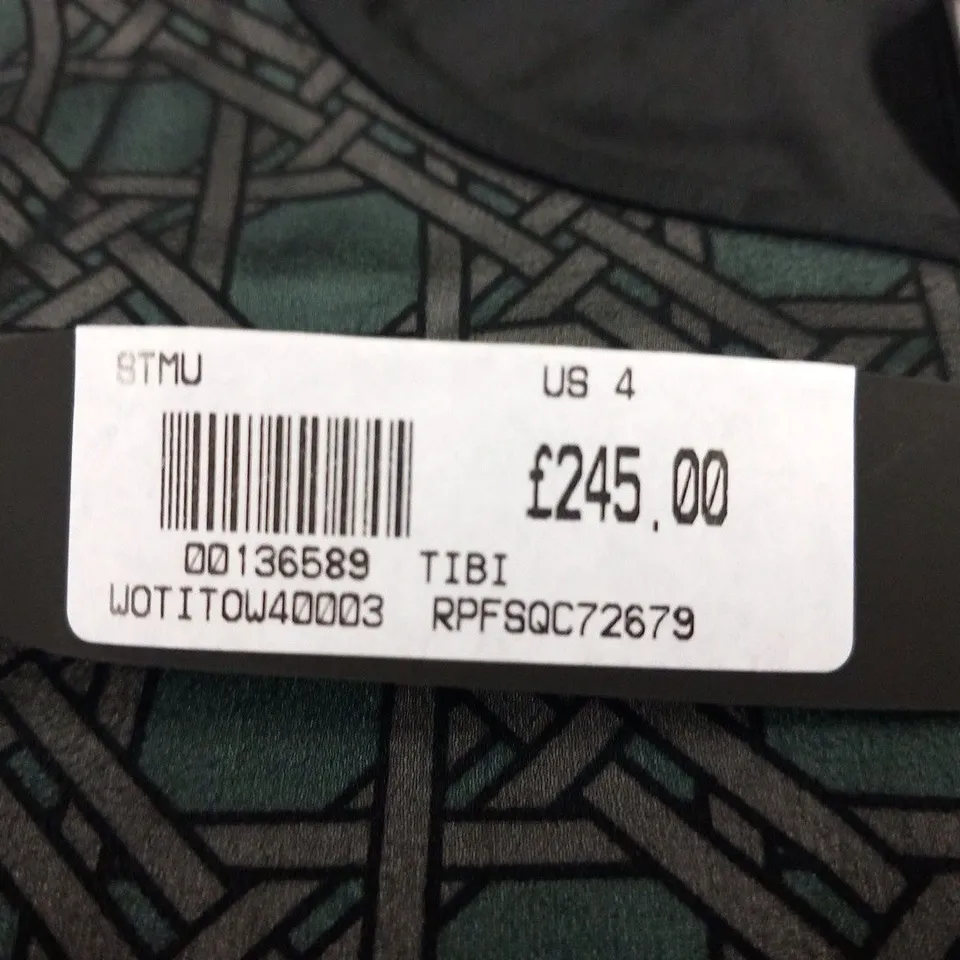 8TMU US 4
£245.00
00136589 TIBI
WOTITOW40003 RPFSQC72679